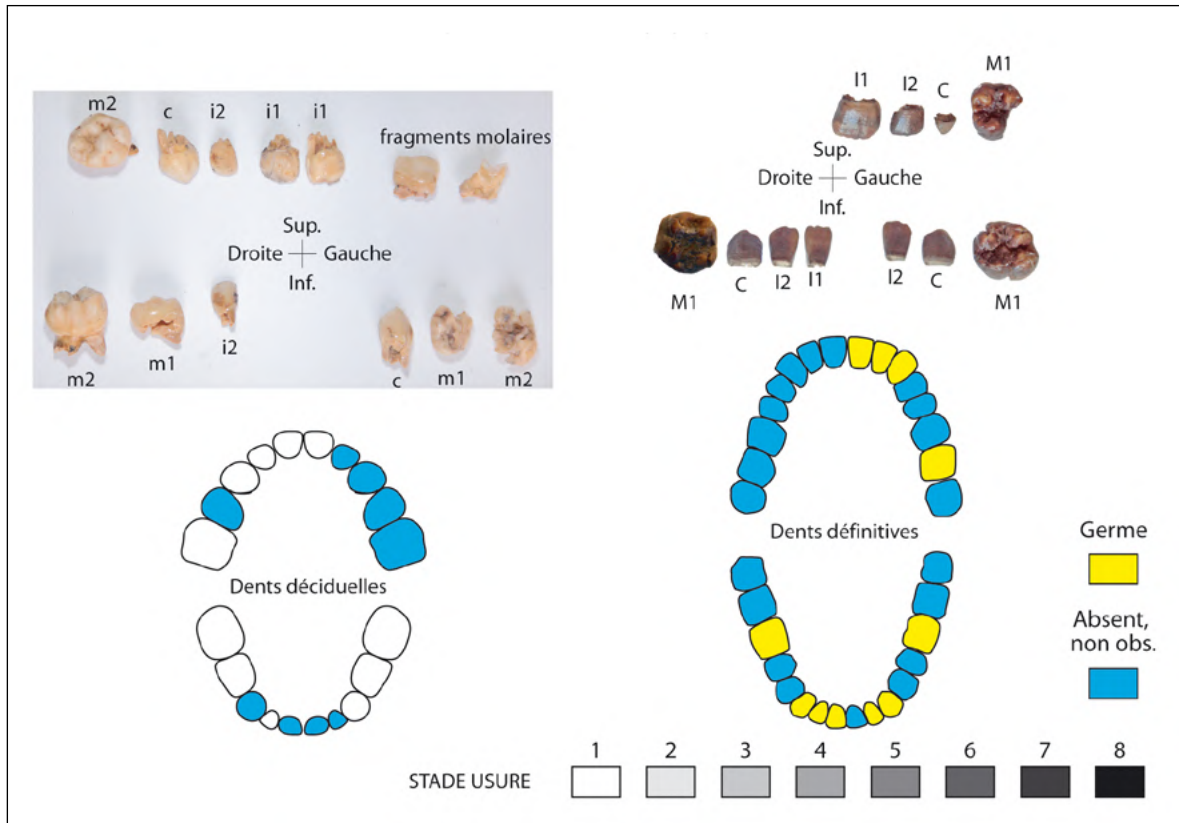 m2 c i2 i1 i1
fragments molaires
Sup.
Droite Gauche
Inf.
m2 m1 i2 c m1 m2
I1 I2 C M1
Sup.
Droite Gauche
Inf.
M1 C I2 I1 I2 C M1
Dents déciduelles
Dents définitives
Germe
Absent,
non obs.
STADE USURE 1 2 3 4 5 6 7 8